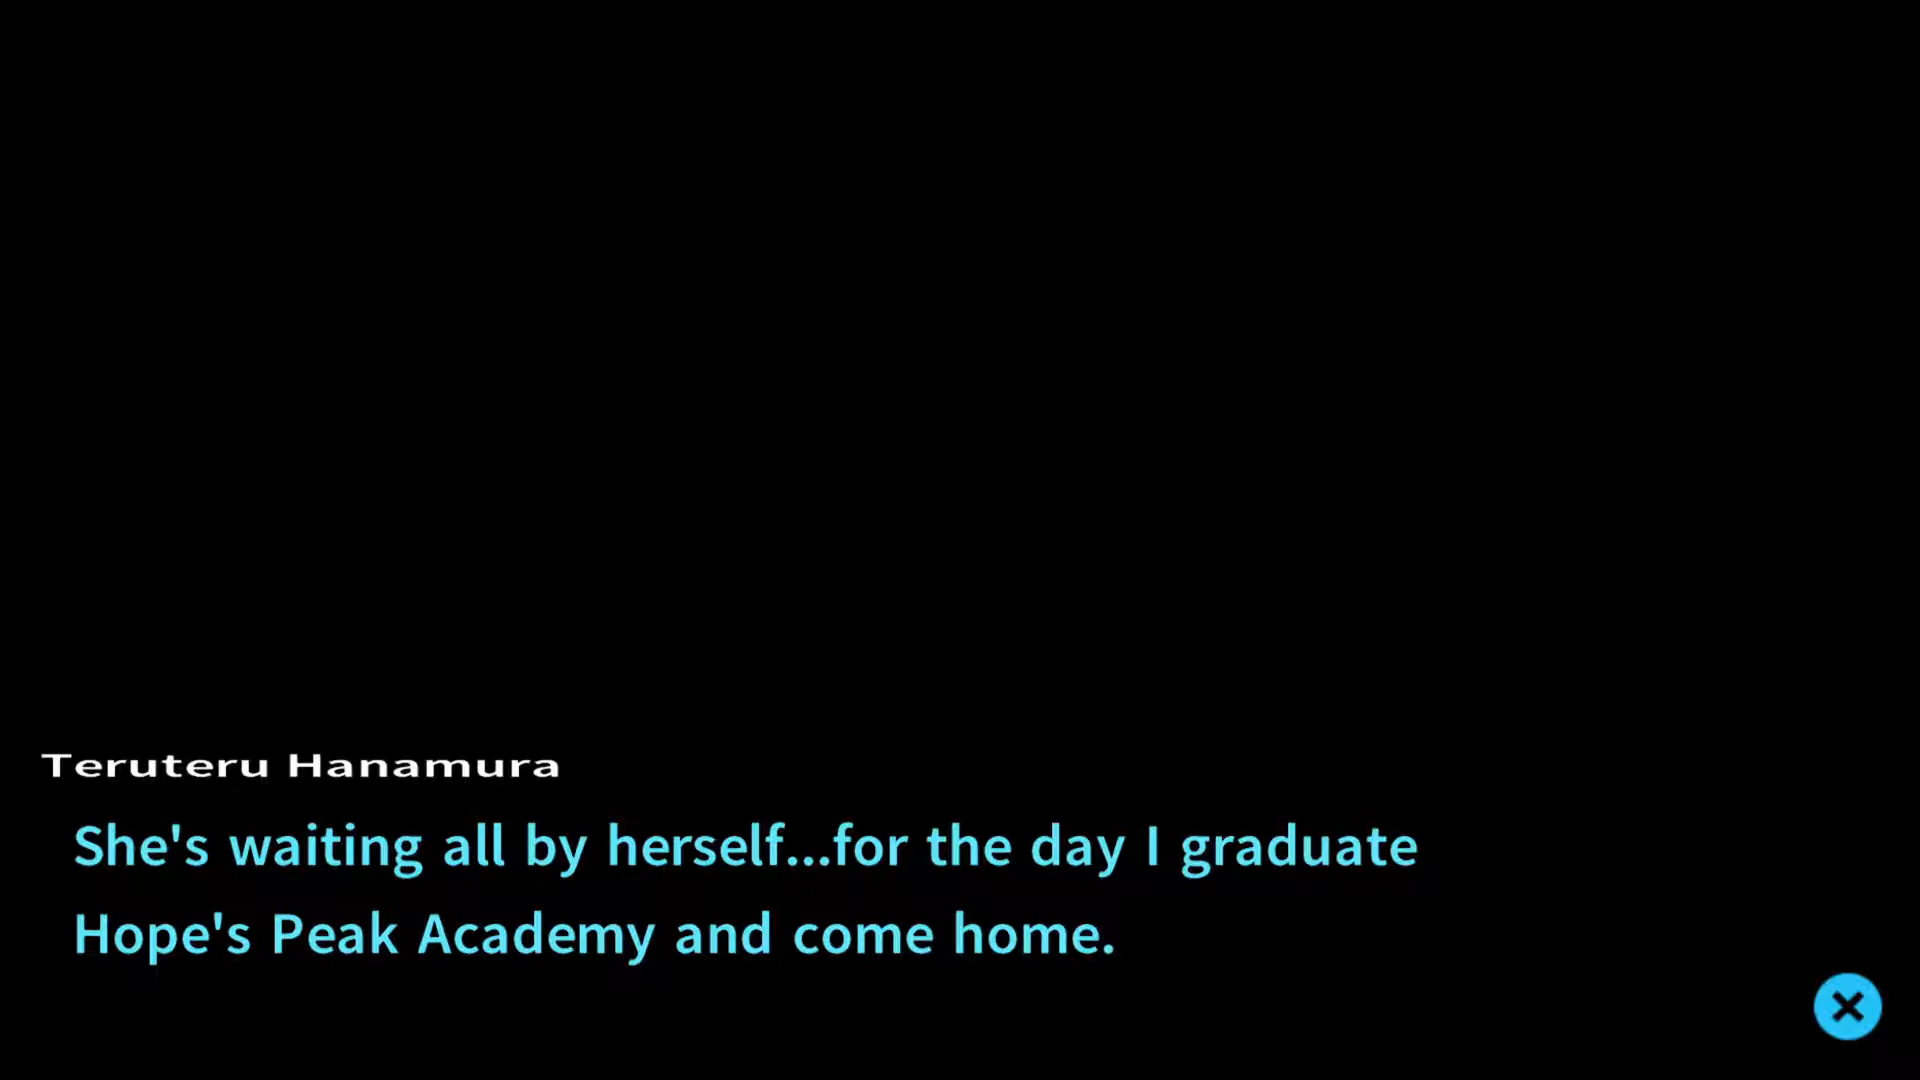 Teruteru Hanamura
She's waiting all by herself...for the day I graduate
Hope's Peak Academy and come home.